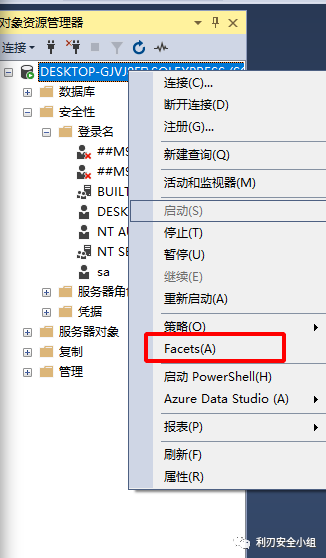 对象资源管理器
连接
DESKTOP-GJVJ
数据库
安全性
登录名
##MS
##MS
BUILT
DESK
NT AU
NT SE
sa
服务器角
凭据
服务器对象
复制
管理
连接(C)...
断开连接(D)
注册(G)...
新建查询(Q)
活动和监视器(M)
启动(S)
停止(T)
暂停(U)
继续(E)
重新启动(A)
策略(O)
Facets(A)
启动 PowerShell(H)
Azure Data Studio (A)
报表(P)
刷新(F)
属性(R)
利刃安全小组